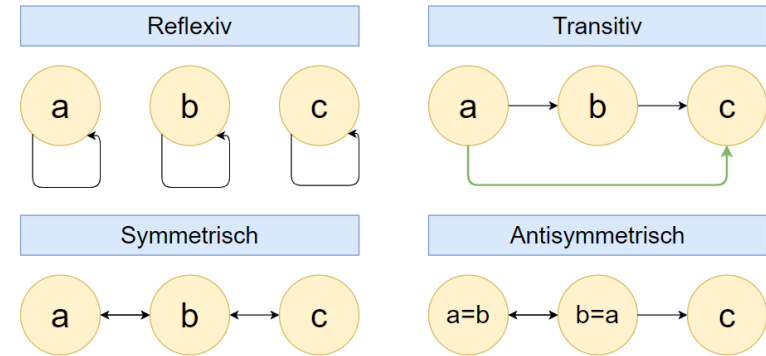 Reflexiv
a
b
c
Transitiv
a
b
c
Symmetrisch
a
b
c
Antisymmetrisch
a=b
b=a
c